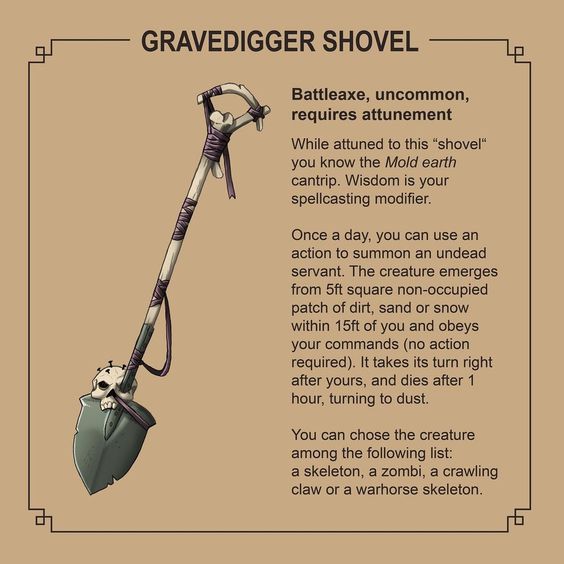 GRAVEDIGGER SHOVEL
Battleaxe, uncommon,
requires attunement
While attuned to this “shovel“
you know the Mold earth
cantrip. Wisdom is your
spellcasting modifier.
Once a day, you can use an
action to summon an undead
servant. The creature emerges
from 5ft square non-occupied
patch of dirt, sand or snow
within 15ft of you and obeys
your commands (no action
required). It takes its turn right
after yours, and dies after 1
hour, turning to dust.
You can chose the creature
among the following list:
a skeleton, a zombi, a crawling
claw or a warhorse skeleton.